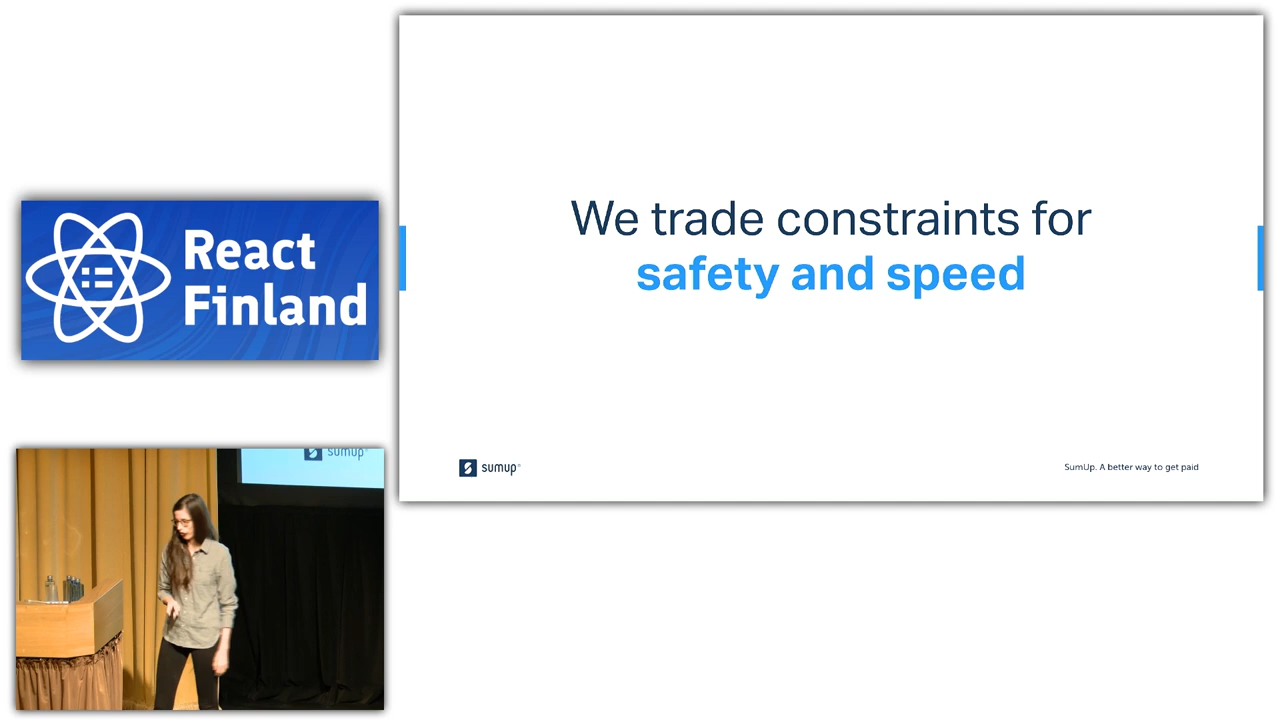 We trade constraints for
safety and speed
sumup®
SumUp. A better way to get paid
React
Finland
sumup®